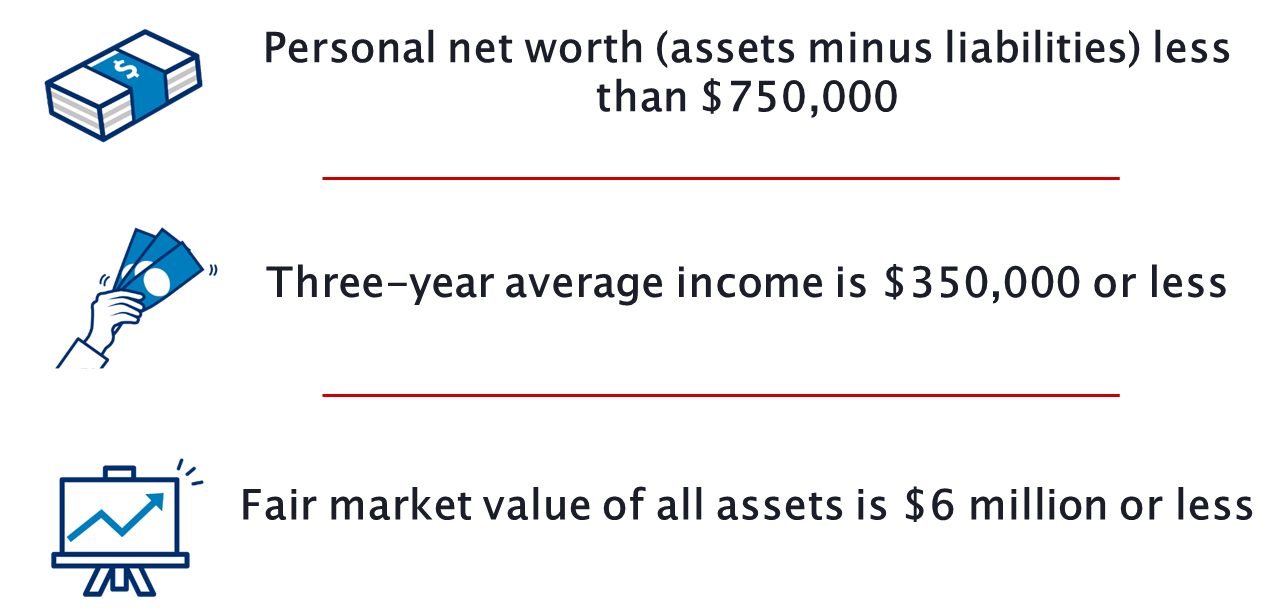 Personal net worth (assets minus liabilities) less
than $750,000
Three-year average income is $350,000 or less
Fair market value of all assets is $6 million or less